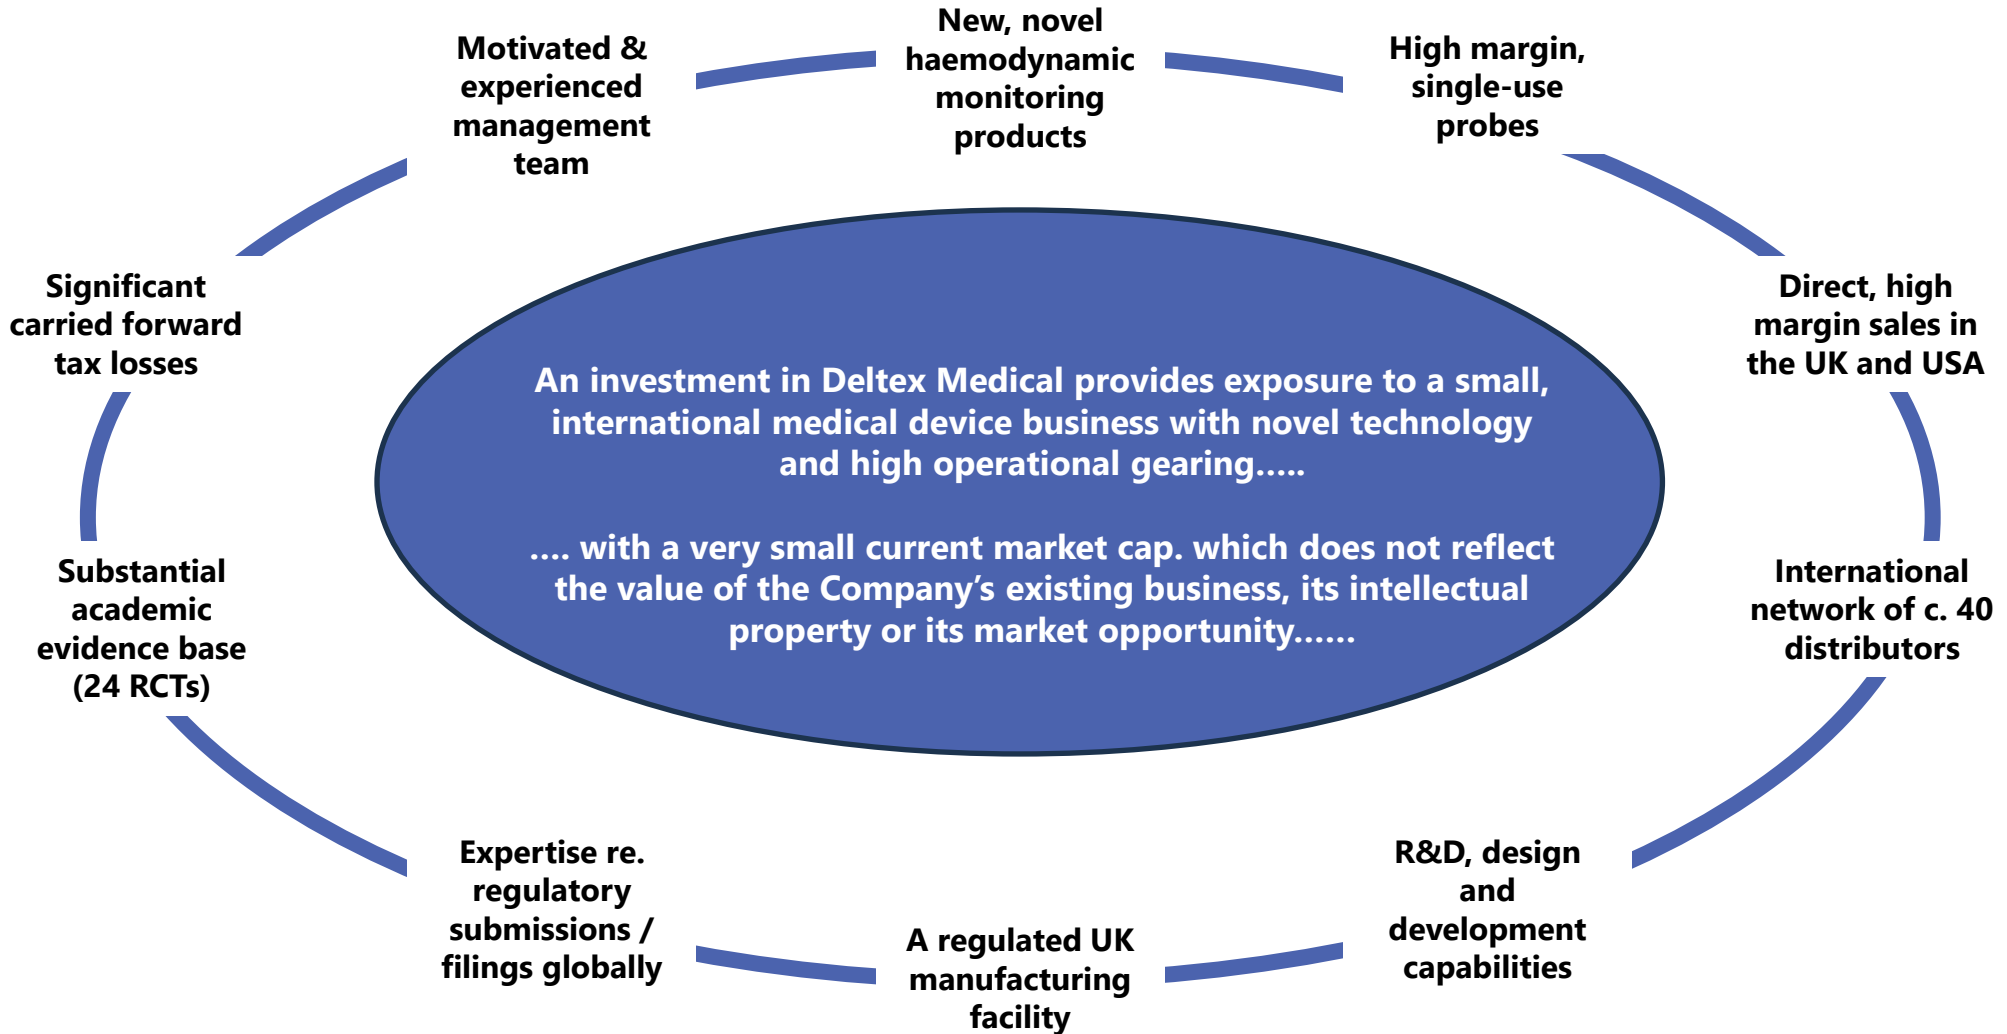 New, novel
haemodynamic
monitoring
products
High margin,
single-use
probes
Direct, high
margin sales in
the UK and USA
International
network of c. 40
distributors
R&D, design
and
development
capabilities
A regulated UK
manufacturing
facility
Expertise re.
regulatory
submissions /
filings globally
Substantial
academic
evidence base
(24 RCTs)
Significant
carried forward
tax losses
Motivated &
experienced
management
team
An investment in Deltex Medical provides exposure to a small,
international medical device business with novel technology
and high operational gearing…..
…. with a very small current market cap. which does not reflect
the value of the Company’s existing business, its intellectual
property or its market opportunity……